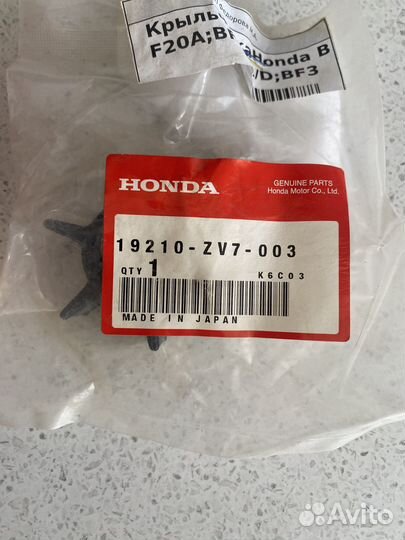 Крыль
F20A;B Honda B
/D;BF3
HONDA
GENUINE PARTS
Honda Motor Co., Ltd.
19210-ZV7-003
QTY 1 K6C03
MADE IN JAPAN
Avito